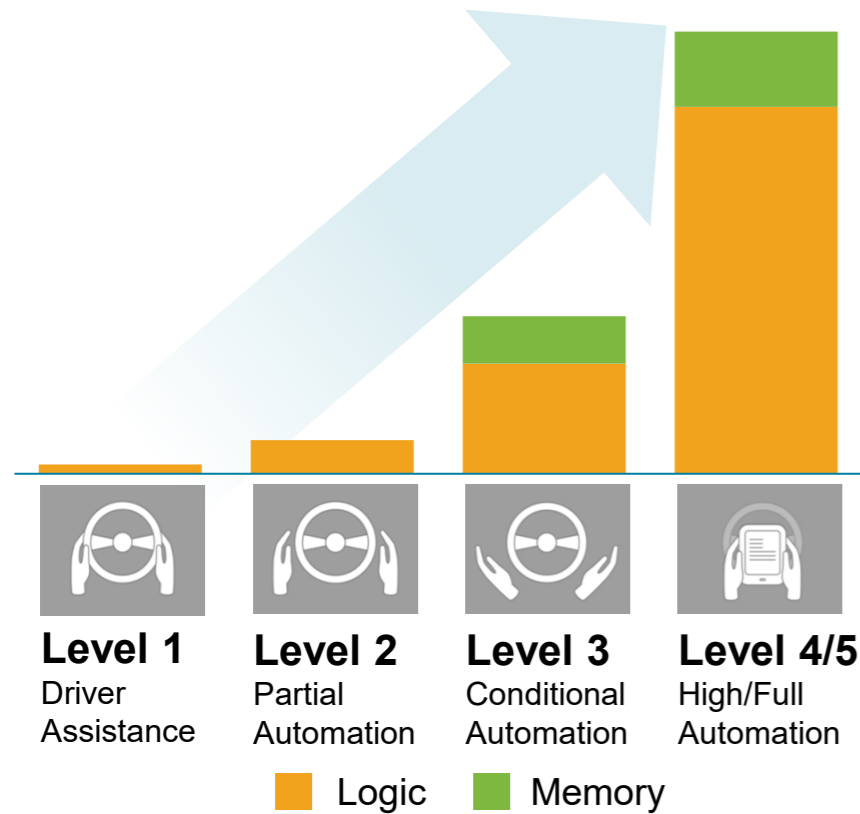 Level 1
Driver
Assistance
Level 2
Partial
Automation
Level 3
Conditional
Automation
Level 4/5
High/Full
Automation
Logic
Memory